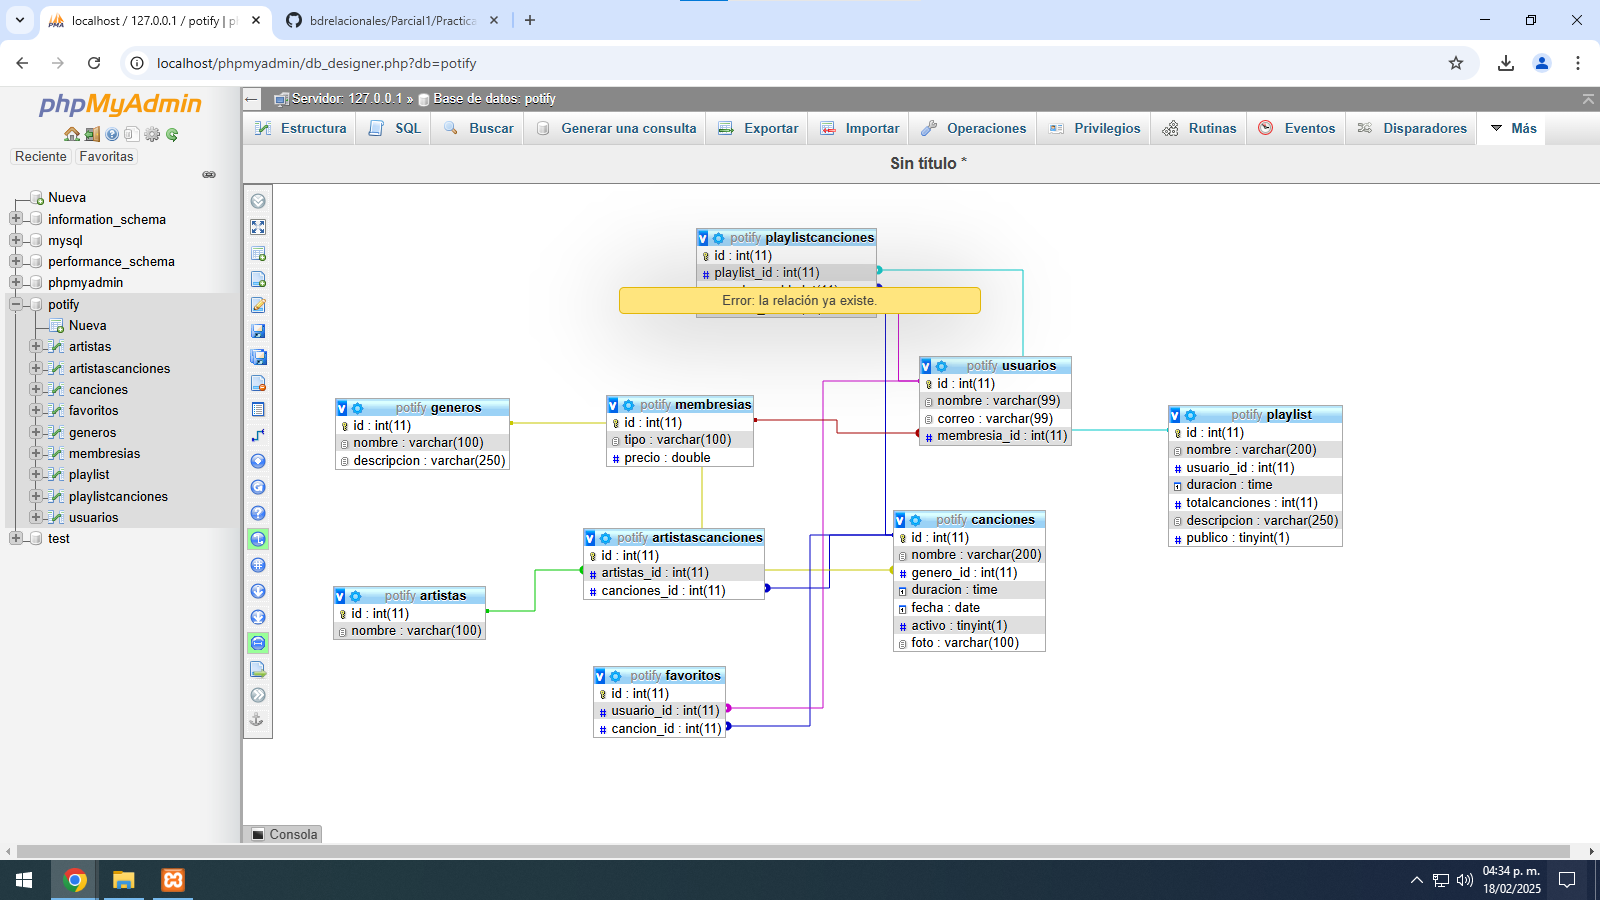 localhost / 127.0.0.1 / potify | p
bdrelacionales/Parcial1/Practica
localhost/phpmyadmin/db_designer.php?db=potify
phpMyAdmin
Reciente
Favoritas
Nueva
information_schema
mysql
performance_schema
phpmyadmin
potify
Nueva
artistas
artistascanciones
canciones
favoritos
generos
membresias
playlist
playlistcanciones
usuarios
test
Servidor: 127.0.0.1 » Base de datos: potify
Estructura SQL Buscar Generar una consulta Exportar Importar Operaciones Privilegios Rutinas Eventos Disparadores Más
Sin título *
potify playlistcanciones
id : int(11)
playlist_id : int(11)
Error: la relación ya existe.
potify usuarios
id : int(11)
nombre : varchar(99)
correo : varchar(99)
membresia_id : int(11)
potify generos
id : int(11)
nombre : varchar(100)
descripcion : varchar(250)
potify membresias
id : int(11)
tipo : varchar(100)
precio : double
potify playlist
id : int(11)
nombre : varchar(200)
usuario_id : int(11)
duracion : time
totalcanciones : int(11)
descripcion : varchar(250)
publico : tinyint(1)
potify canciones
id : int(11)
nombre : varchar(200)
genero_id : int(11)
duracion : time
fecha : date
activo : tinyint(1)
foto : varchar(100)
potify artistascanciones
id : int(11)
artistas_id : int(11)
canciones_id : int(11)
potify artistas
id : int(11)
nombre : varchar(100)
potify favoritos
id : int(11)
usuario_id : int(11)
cancion_id : int(11)
Consola
04:34 p. m.
18/02/2025